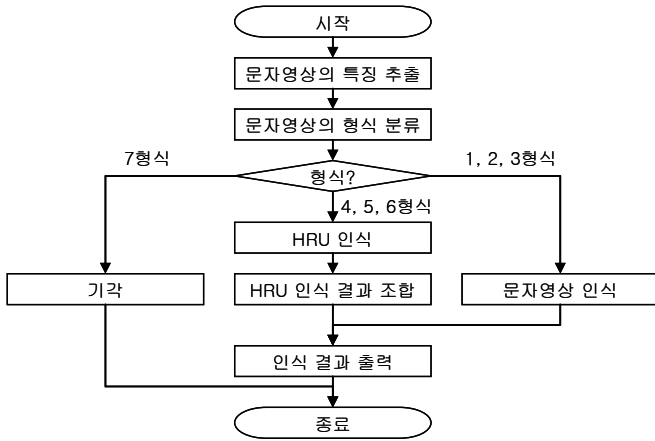 시작
문자영상의 특징 추출
문자영상의 형식 분류
7형식
1, 2, 3형식
형식?
4, 5, 6형식
HRU 인식
기각
HRU 인식 결과 조합
문자영상 인식
인식 결과 출력
종료